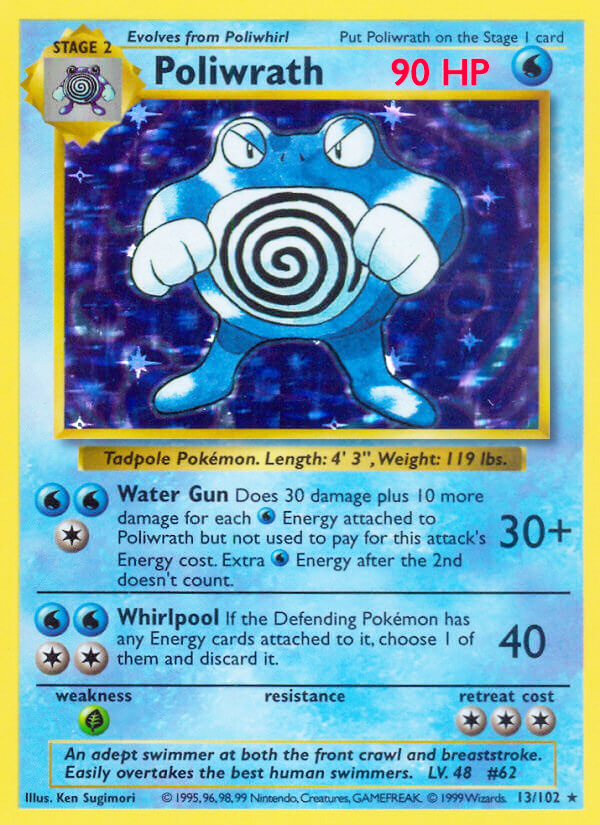 STAGE 2
Evolves from Poliwhirl
Put Poliwrath on the Stage 1 card
Poliwrath
90 HP
Tadpole Pokémon. Length: 4' 3", Weight: 119 lbs.
Water Gun Does 30 damage plus 10 more
damage for each Energy attached to
Poliwrath but not used to pay for this attack's
Energy cost. Extra Energy after the 2nd
doesn't count.
30+
Whirlpool If the Defending Pokémon has
any Energy cards attached to it, choose 1 of
them and discard it.
40
weakness
resistance
retreat cost
An adept swimmer at both the front crawl and breaststroke.
Easily overtakes the best human swimmers. LV. 48 #62
Illus. Ken Sugimori
© 1995, 96, 98, 99 Nintendo, Creatures, GAMEFREAK. © 1999 Wizards.
13/102 ★